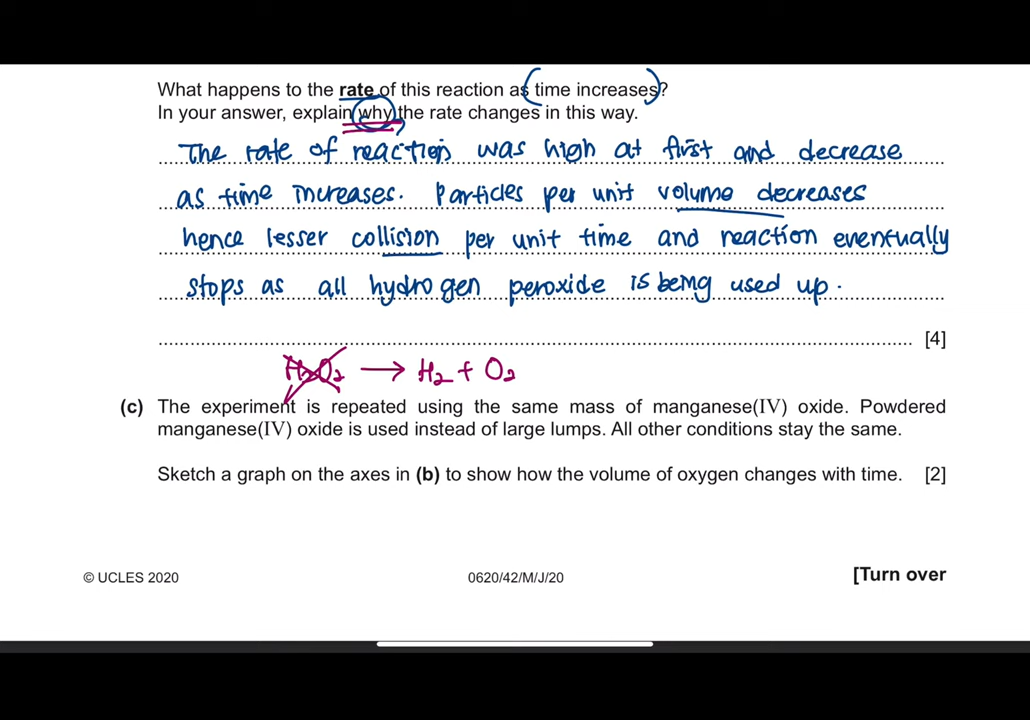 What happens to the rate of this reaction as time increases?
In your answer, explain why the rate changes in this way.
The rate of reaction was high at first and decrease
as time increases. Particles per unit volume decreases
hence lesser collision per unit time and reaction eventually
stops as all hydrogen peroxide is being used up.
[4]
H2O2 → H2 + O2
(c) The experiment is repeated using the same mass of manganese(IV) oxide. Powdered
manganese(IV) oxide is used instead of large lumps. All other conditions stay the same.
Sketch a graph on the axes in (b) to show how the volume of oxygen changes with time. [2]
© UCLES 2020 0620/42/M/J/20 [Turn over